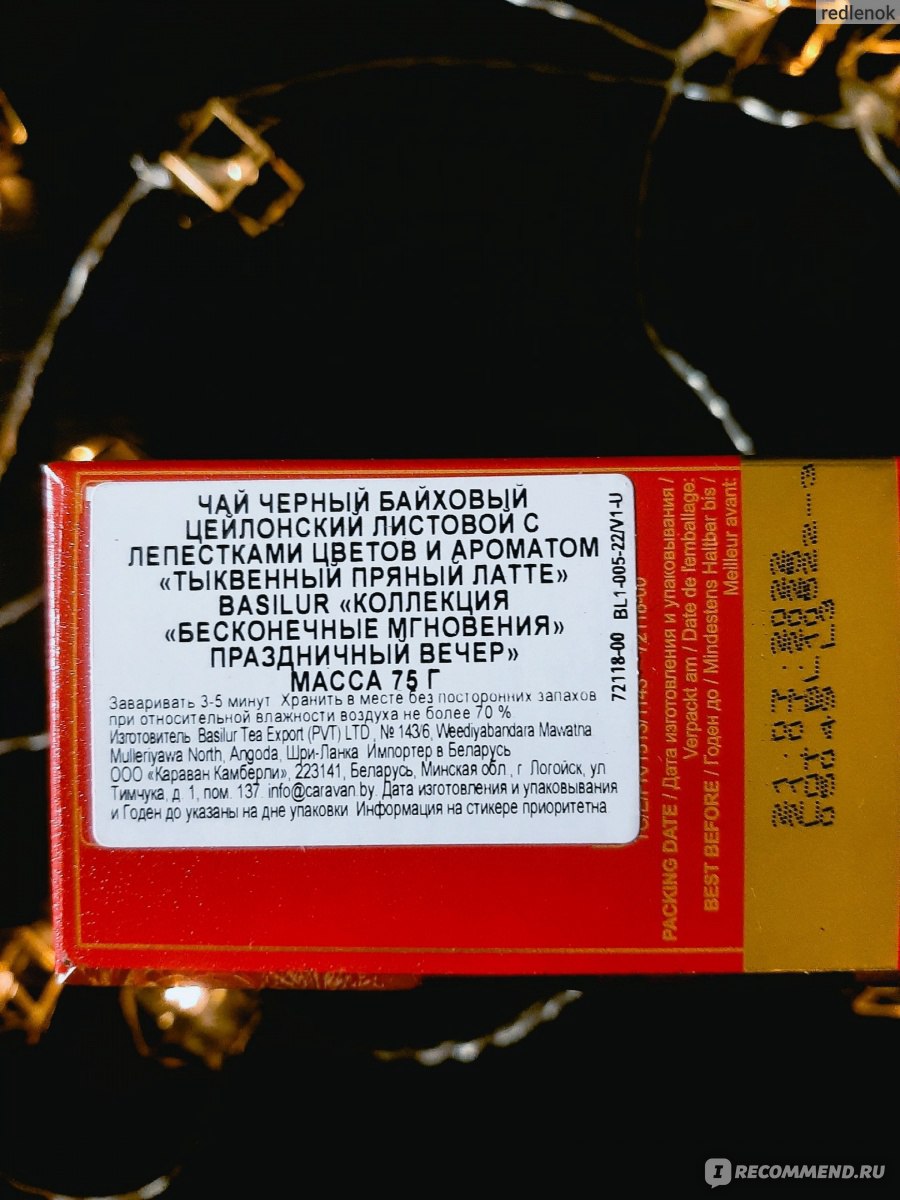 redlenok
ЧАЙ ЧЕРНЫЙ БАЙХОВЫЙ
ЦЕЙЛОНСКИЙ ЛИСТОВОЙ С
ЛЕПЕСТКАМИ ЦВЕТОВ И АРОМАТОМ
«ТЫКВЕННЫЙ ПРЯНЫЙ ЛАТТЕ»
BASILUR «КОЛЛЕКЦИЯ
«БЕСКОНЕЧНЫЕ МГНОВЕНИЯ»
ПРАЗДНИЧНЫЙ ВЕЧЕР»
МАССА 75 Г
Заваривать 3-5 минут Хранить в месте без посторонних запахов
при относительной влажности воздуха не более 70 %
Изготовитель Basilur Tea Export (PVT) LTD , № 143/6, Weediyabandara Mawatha
Mulleriyawa North, Angoda, Шри-Ланка Импортер в Беларусь
ООО «Караван Камберли», 223141, Беларусь, Минская обл , г Логойск, ул
Тимчука, д 1, пом. 137. info@caravan.by. Дата изготовления и упаковывания
и Годен до указаны на дне упаковки Информация на стикере приоритетна
72118-00 BL1-005-22/V1-U
PACKING DATE / Дата изготовления и упаковывания /
Verpackt am / Date de l'emballage:
BEST BEFORE / Годен до / Mindestens Haltbar bis /
Meilleur avant:
IRECOMMEND.RU